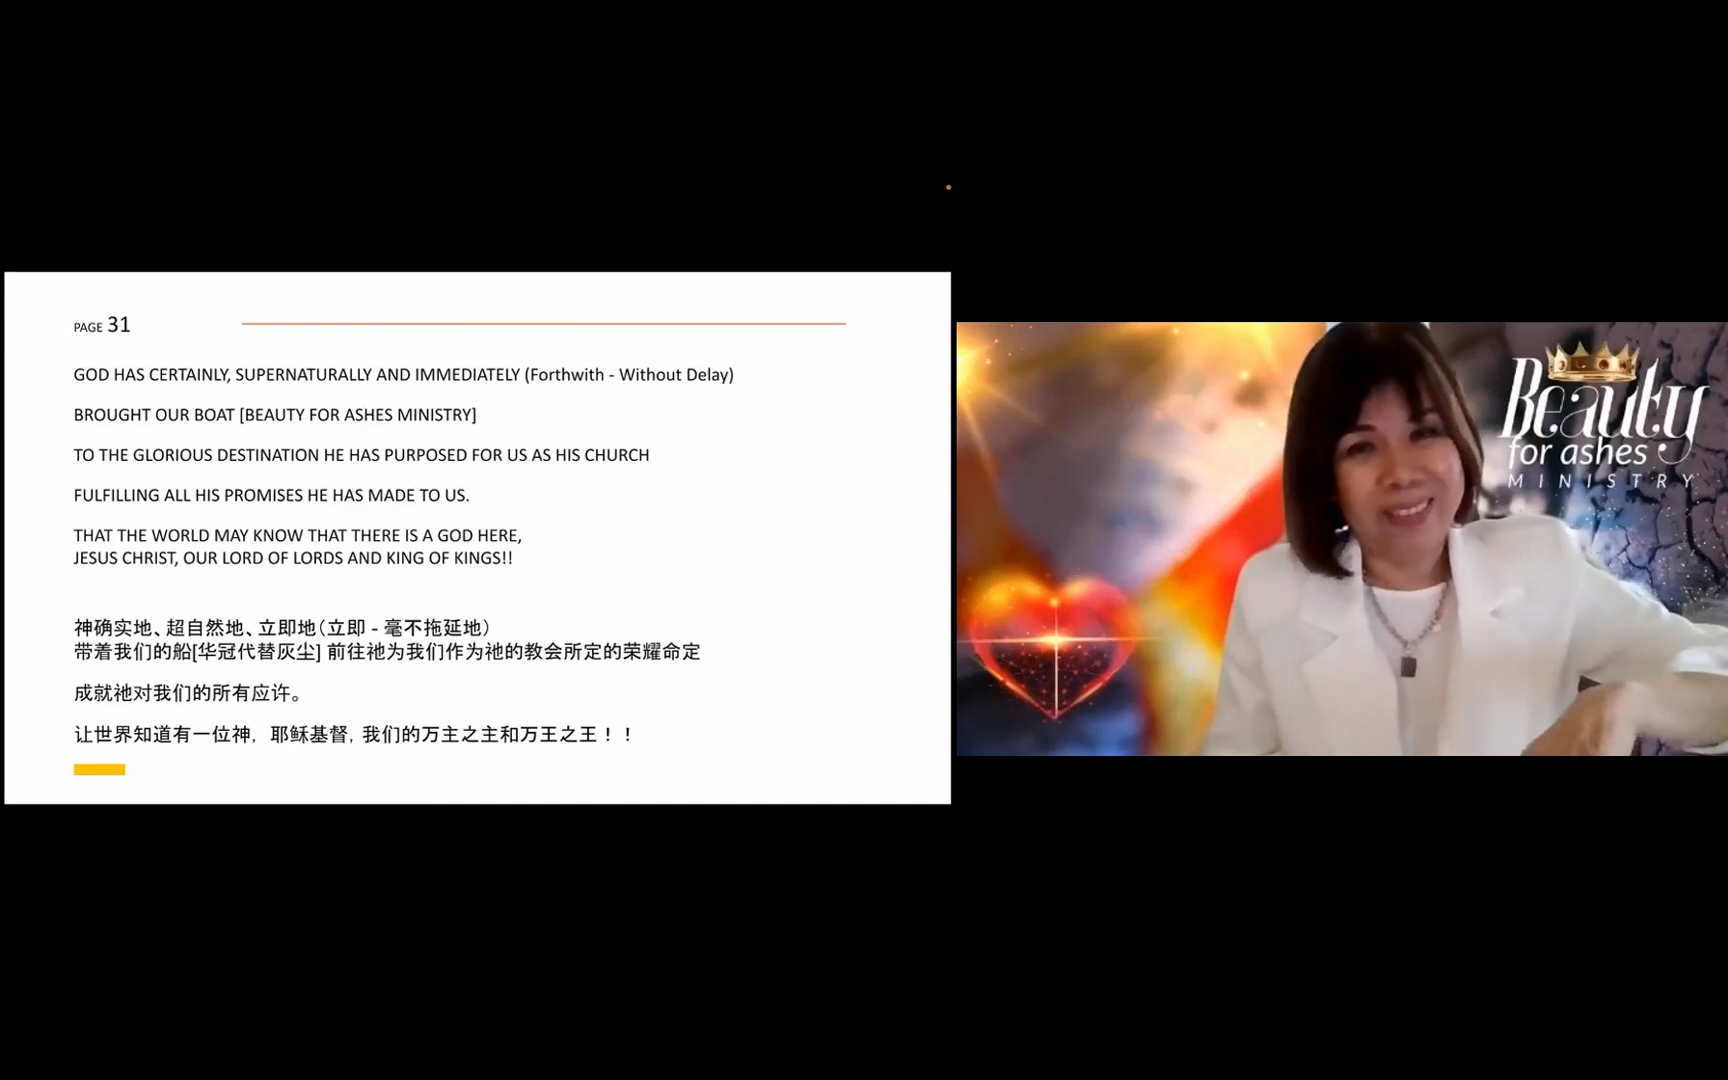 PAGE 31
GOD HAS CERTAINLY, SUPERNATURALLY AND IMMEDIATELY (Forthwith - Without Delay)
BROUGHT OUR BOAT [BEAUTY FOR ASHES MINISTRY]
TO THE GLORIOUS DESTINATION HE HAS PURPOSED FOR US AS HIS CHURCH
FULFILLING ALL HIS PROMISES HE HAS MADE TO US.
THAT THE WORLD MAY KNOW THAT THERE IS A GOD HERE,
JESUS CHRIST, OUR LORD OF LORDS AND KING OF KINGS!!
神确实地、超自然地、立即地（立即 - 毫不拖延地）
带着我们的船[华冠代替灰尘] 前往祂为我们作为祂的教会所定的荣耀命定
成就祂对我们的所有应许。
让世界知道有一位神，耶稣基督，我们的万主之主和万王之王！！
Beauty
for ashes
MINISTRY